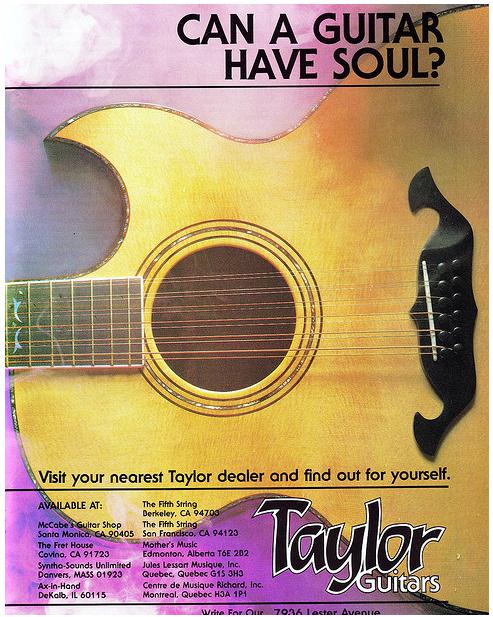 CAN A GUITAR
HAVE SOUL?
Visit your nearest Taylor dealer and find out for yourself.
AVAILABLE AT:
McCabe's Guitar Shop
Santa Monica, CA 90405
The Fret House
Covina, CA 91723
Syntha-Sounds Unlimited
Danvers, MASS 01923
Ax-in-Hand
DeKalb, IL 60115
The Fifth String
Berkeley, CA 94703
The Fifth String
San Francisco, CA 94123
Mother's Music
Edmonton, Alberta T6E 2B2
Jules Lessart Musique, Inc.
Quebec, Quebec G1S 3H3
Centre de Musique Richard, Inc.
Montreal, Quebec H3A 1P1
Taylor
Guitars
Write For Our 7936 Lester Avenue